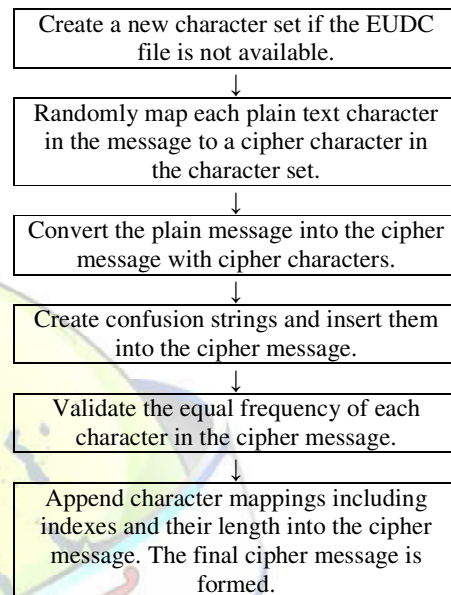 Create a new character set if the EUDC
file is not available.
↓
Randomly map each plain text character
in the message to a cipher character in
the character set.
↓
Convert the plain message into the cipher
message with cipher characters.
↓
Create confusion strings and insert them
into the cipher message.
↓
Validate the equal frequency of each
character in the cipher message.
↓
Append character mappings including
indexes and their length into the cipher
message. The final cipher message is
formed.